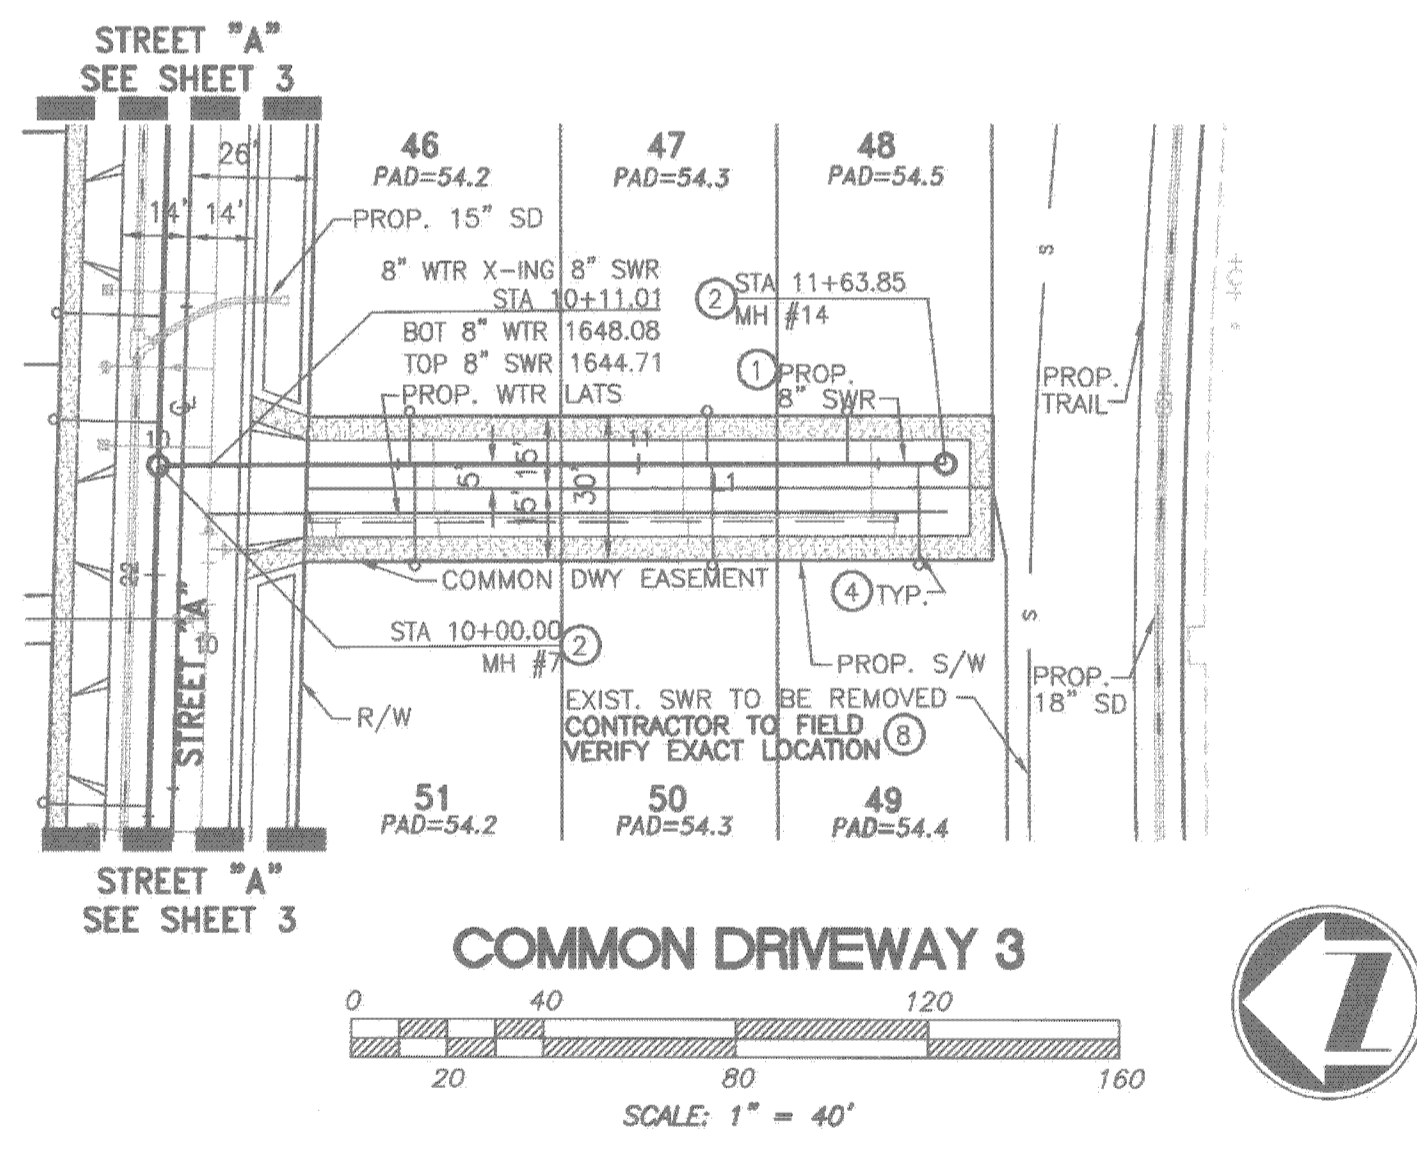 STREET "A"
SEE SHEET 3
46
PAD=54.2
47
PAD=54.3
48
PAD=54.5
26'
14'
14'
PROP. 15" SD
8" WTR X-ING 8" SWR
STA 10+11.01
BOT 8" WTR 1648.08
TOP 8" SWR 1644.71
PROP. WTR LATS
2
STA 11+63.85
MH #14
1
PROP.
8" SWR
PROP.
TRAIL
S
10
11
5'
15'
15'
30'
L1
COMMON DWY EASEMENT
4
TYP.
S
22
STREET "A"
10
STA 10+00.00
MH #7
2
R/W
PROP. S/W
PROP.
18" SD
EXIST. SWR TO BE REMOVED
CONTRACTOR TO FIELD
VERIFY EXACT LOCATION
8
51
PAD=54.2
50
PAD=54.3
49
PAD=54.4
STREET "A"
SEE SHEET 3
COMMON DRIVEWAY 3
0 40 120
20 80 160
SCALE: 1" = 40'
Z